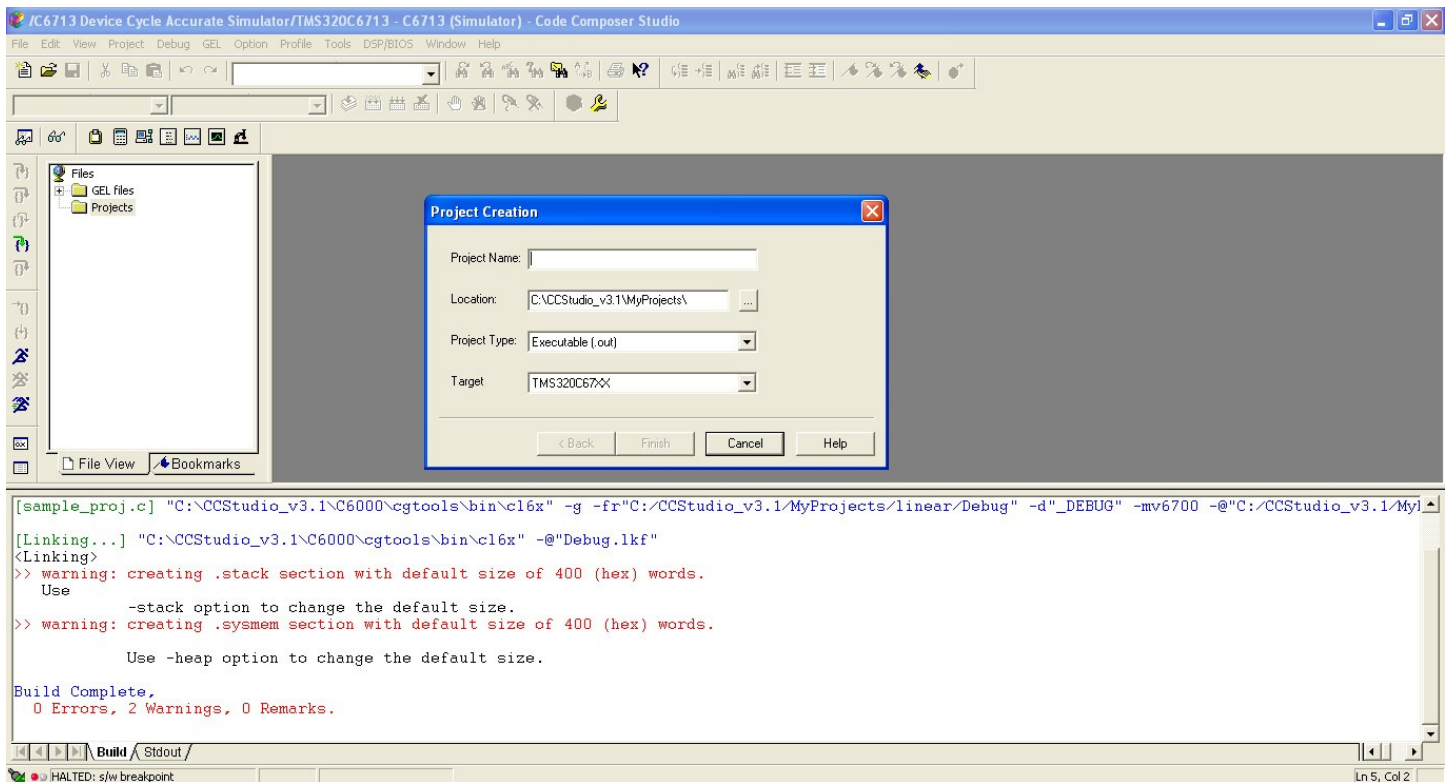 /C6713 Device Cycle Accurate Simulator/TMS320C6713 - C6713 (Simulator) - Code Composer Studio
File Edit View Project Debug GEL Option Profile Tools DSP/BIOS Window Help
Files
GEL files
Projects
File View
Bookmarks
Project Creation
Project Name:
Location: C:\CCStudio_v3.1\MyProjects\ ...
Project Type: Executable (.out)
Target TMS320C67XX
< Back Finish Cancel Help
[sample_proj.c] "C:\CCStudio_v3.1\C6000\cgtools\bin\cl6x" -g -fr"C:/CCStudio_v3.1/MyProjects/linear/Debug" -d"_DEBUG" -mv6700 -@"C:/CCStudio_v3.1/My
[Linking...] "C:\CCStudio_v3.1\C6000\cgtools\bin\cl6x" -@"Debug.lkf"
<Linking>
>> warning: creating .stack section with default size of 400 (hex) words.
Use
-stack option to change the default size.
>> warning: creating .sysmem section with default size of 400 (hex) words.
Use -heap option to change the default size.
Build Complete,
0 Errors, 2 Warnings, 0 Remarks.
Build Stdout
HALTED: s/w breakpoint
Ln 5, Col 2